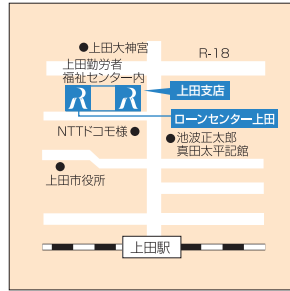 上田大神宮
R-18
上田勤労者
福祉センター内
上田支店
ローンセンター上田
NTTドコモ様
池波正太郎
真田太平記館
上田市役所
上田駅